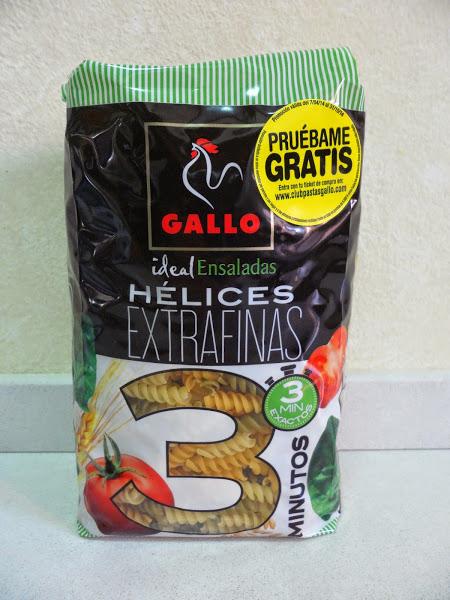 Promoción válida del 7/04/14 al 31/10/14
PRUÉBAME
GRATIS
Entra con tu ticket de compra en:
www.clubpastasgallo.com
GALLO
ideal Ensaladas
HÉLICES
EXTRAFINAS
3
MINUTOS
3
MIN
EXACTOS